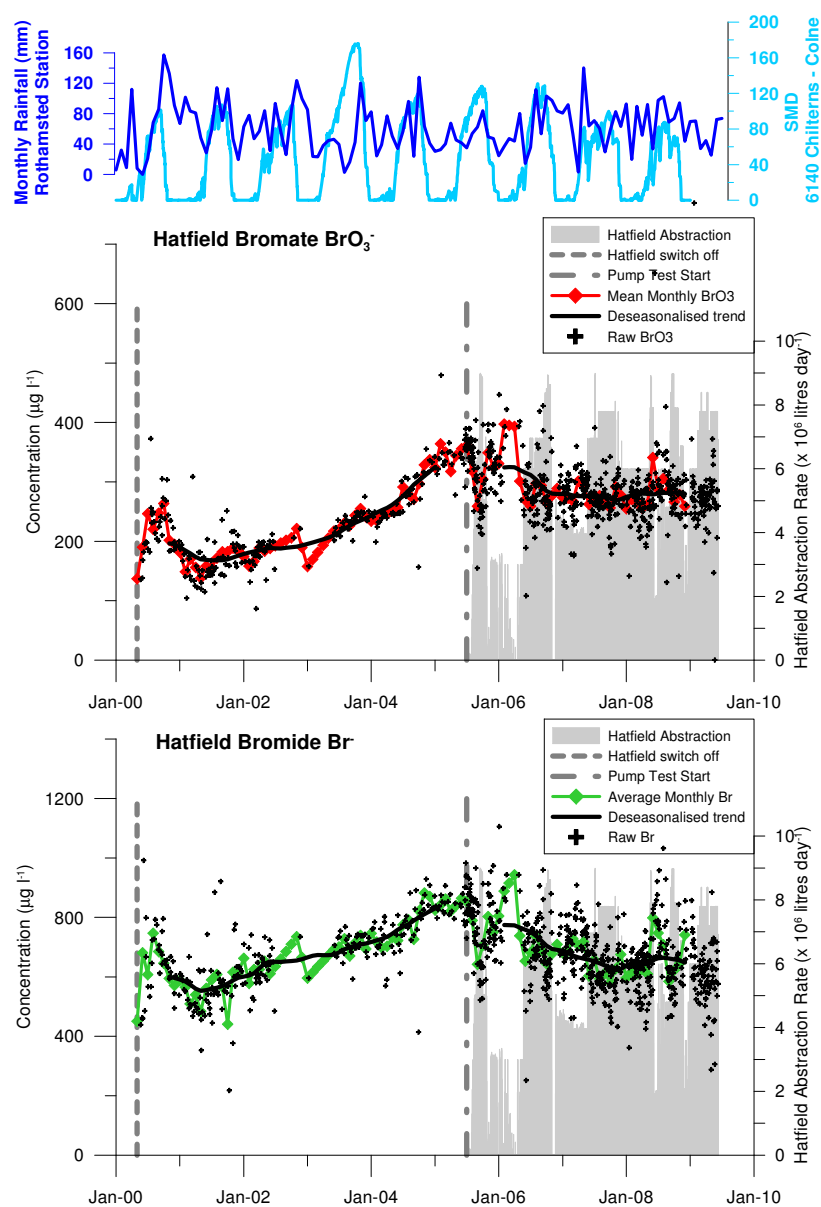 Monthly Rainfall (mm)
Rothamsted Station
160
120
80
40
0
200
160
120
80
40
0
SMD
6140 Chilterns - Colne
Hatfield Bromate BrO₃⁻
Hatfield Abstraction
Hatfield switch off
Pump Test Start
Mean Monthly BrO3
Deseasonalised trend
Raw BrO3
600
400
200
0
Concentration (µg l⁻¹)
10
8
6
4
2
0
Hatfield Abstraction Rate (x 10⁶ litres day⁻¹)
Jan-00 Jan-02 Jan-04 Jan-06 Jan-08 Jan-10
Hatfield Bromide Br⁻
Hatfield Abstraction
Hatfield switch off
Pump Test Start
Average Monthly Br
Deseasonalised trend
Raw Br
1200
800
400
0
Concentration (µg l⁻¹)
10
8
6
4
2
0
Hatfield Abstraction Rate (x 10⁶ litres day⁻¹)
Jan-00 Jan-02 Jan-04 Jan-06 Jan-08 Jan-10